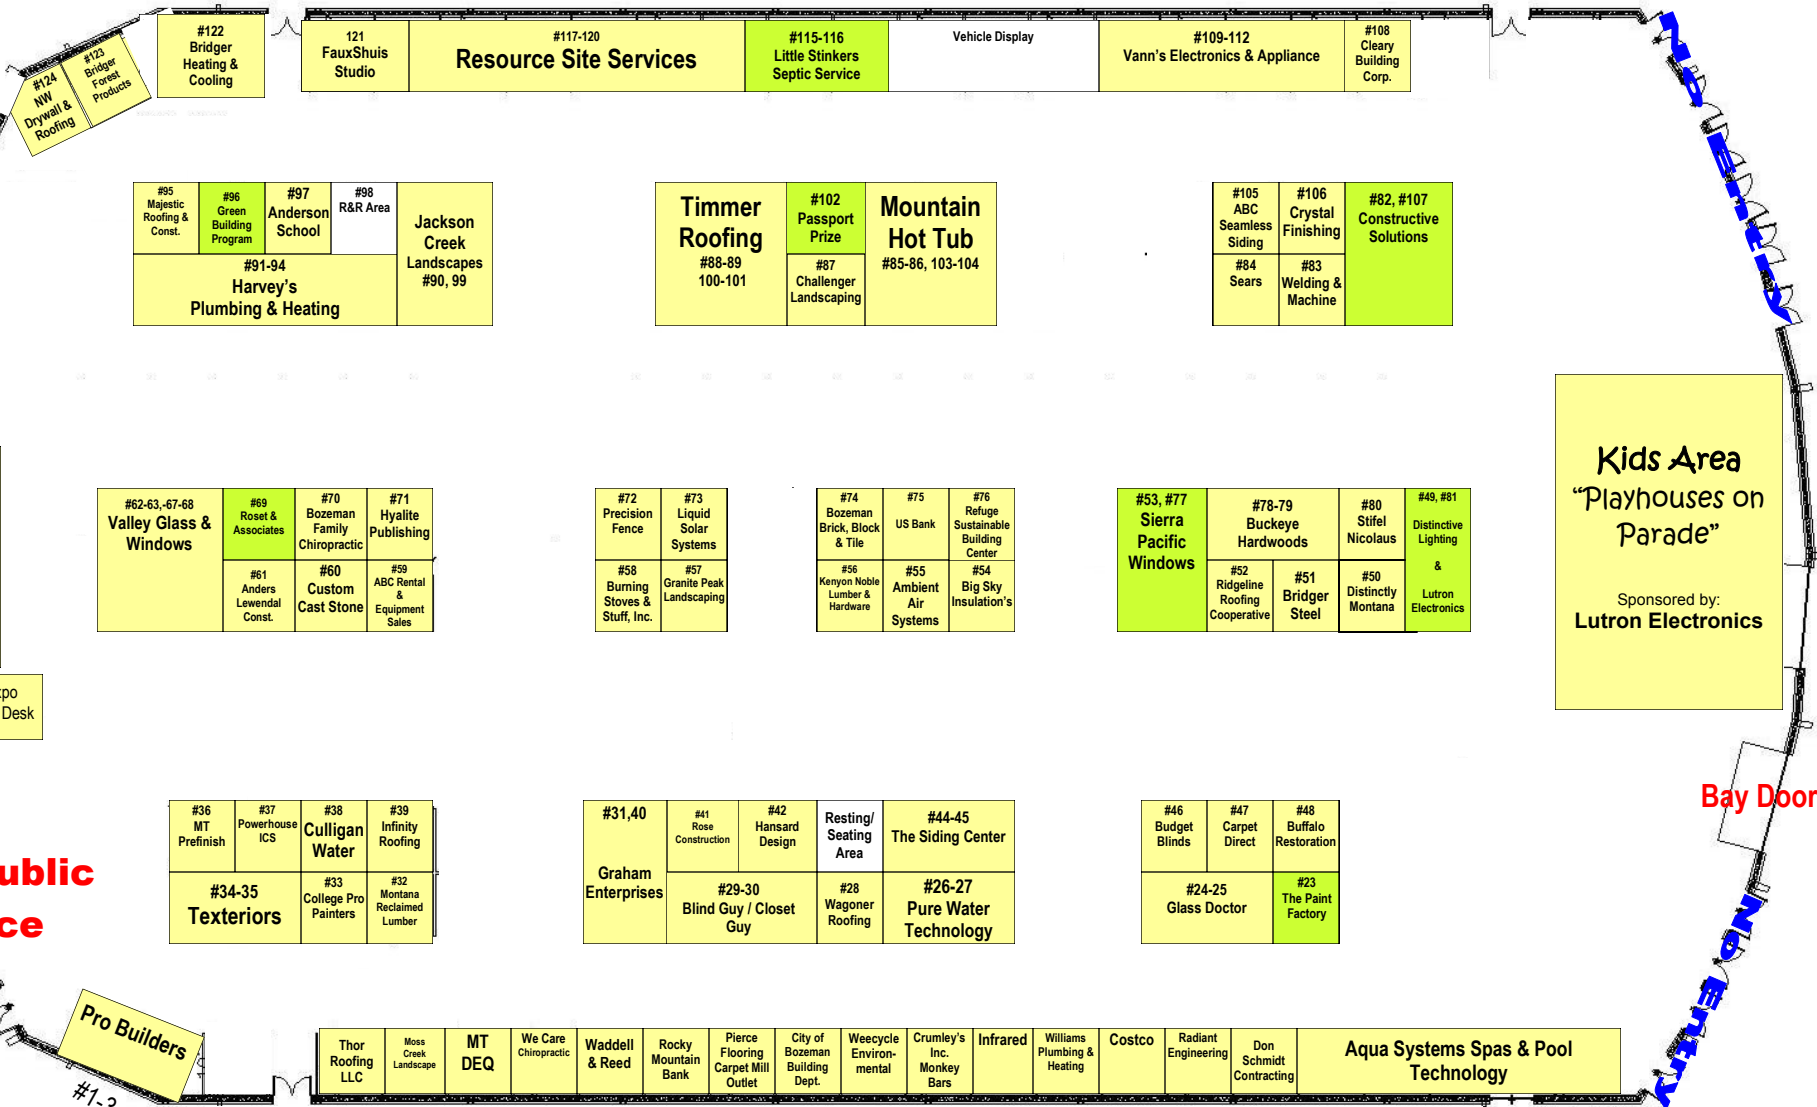 #122
Bridger
Heating &
Cooling
#123
Bridger
Forest
Products
#124
NW
Drywall &
Roofing
121
FauxShuis
Studio
#117-120
Resource Site Services
#115-116
Little Stinkers
Septic Service
Vehicle Display
#109-112
Vann's Electronics & Appliance
#108
Cleary
Building
Corp.
No Entry
#95
Majestic
Roofing &
Const.
#96
Green
Building
Program
#97
Anderson
School
#98
R&R Area
Jackson
Creek
Landscapes
#90, 99
#91-94
Harvey's
Plumbing & Heating
Timmer
Roofing
#88-89
100-101
#102
Passport
Prize
#87
Challenger
Landscaping
Mountain
Hot Tub
#85-86, 103-104
#105
ABC
Seamless
Siding
#106
Crystal
Finishing
#82, #107
Constructive
Solutions
#84
Sears
#83
Welding &
Machine
Kids Area
“Playhouses on
Parade”
Sponsored by:
Lutron Electronics
#62-63,-67-68
Valley Glass &
Windows
#69
Roset &
Associates
#70
Bozeman
Family
Chiropractic
#71
Hyalite
Publishing
#61
Anders
Lewendal
Const.
#60
Custom
Cast Stone
#59
ABC Rental
&
Equipment
Sales
#72
Precision
Fence
#73
Liquid
Solar
Systems
#58
Burning
Stoves &
Stuff, Inc.
#57
Granite Peak
Landscaping
#74
Bozeman
Brick, Block
& Tile
#75
US Bank
#76
Refuge
Sustainable
Building
Center
#56
Kenyon Noble
Lumber &
Hardware
#55
Ambient
Air
Systems
#54
Big Sky
Insulation's
#53, #77
Sierra
Pacific
Windows
#78-79
Buckeye
Hardwoods
#80
Stifel
Nicolaus
#49, #81
Distinctive
Lighting
&
Lutron
Electronics
#52
Ridgeline
Roofing
Cooperative
#51
Bridger
Steel
#50
Distinctly
Montana
xpo
Desk
Bay Door
#36
MT
Prefinish
#37
Powerhouse
ICS
#38
Culligan
Water
#39
Infinity
Roofing
#34-35
Texteriors
#33
College Pro
Painters
#32
Montana
Reclaimed
Lumber
#31,40
Graham
Enterprises
#41
Rose
Construction
#42
Hansard
Design
Resting/
Seating
Area
#44-45
The Siding Center
#29-30
Blind Guy / Closet
Guy
#28
Wagoner
Roofing
#26-27
Pure Water
Technology
#46
Budget
Blinds
#47
Carpet
Direct
#48
Buffalo
Restoration
#24-25
Glass Doctor
#23
The Paint
Factory
ublic
ce
No Entry
Pro Builders
#1-3
Thor
Roofing
LLC
Moss
Creek
Landscape
MT
DEQ
We Care
Chiropractic
Waddell
& Reed
Rocky
Mountain
Bank
Pierce
Flooring
Carpet Mill
Outlet
City of
Bozeman
Building
Dept.
Weecycle
Environ-
mental
Crumley's
Inc.
Monkey
Bars
Infrared
Williams
Plumbing &
Heating
Costco
Radiant
Engineering
Don
Schmidt
Contracting
Aqua Systems Spas & Pool
Technology